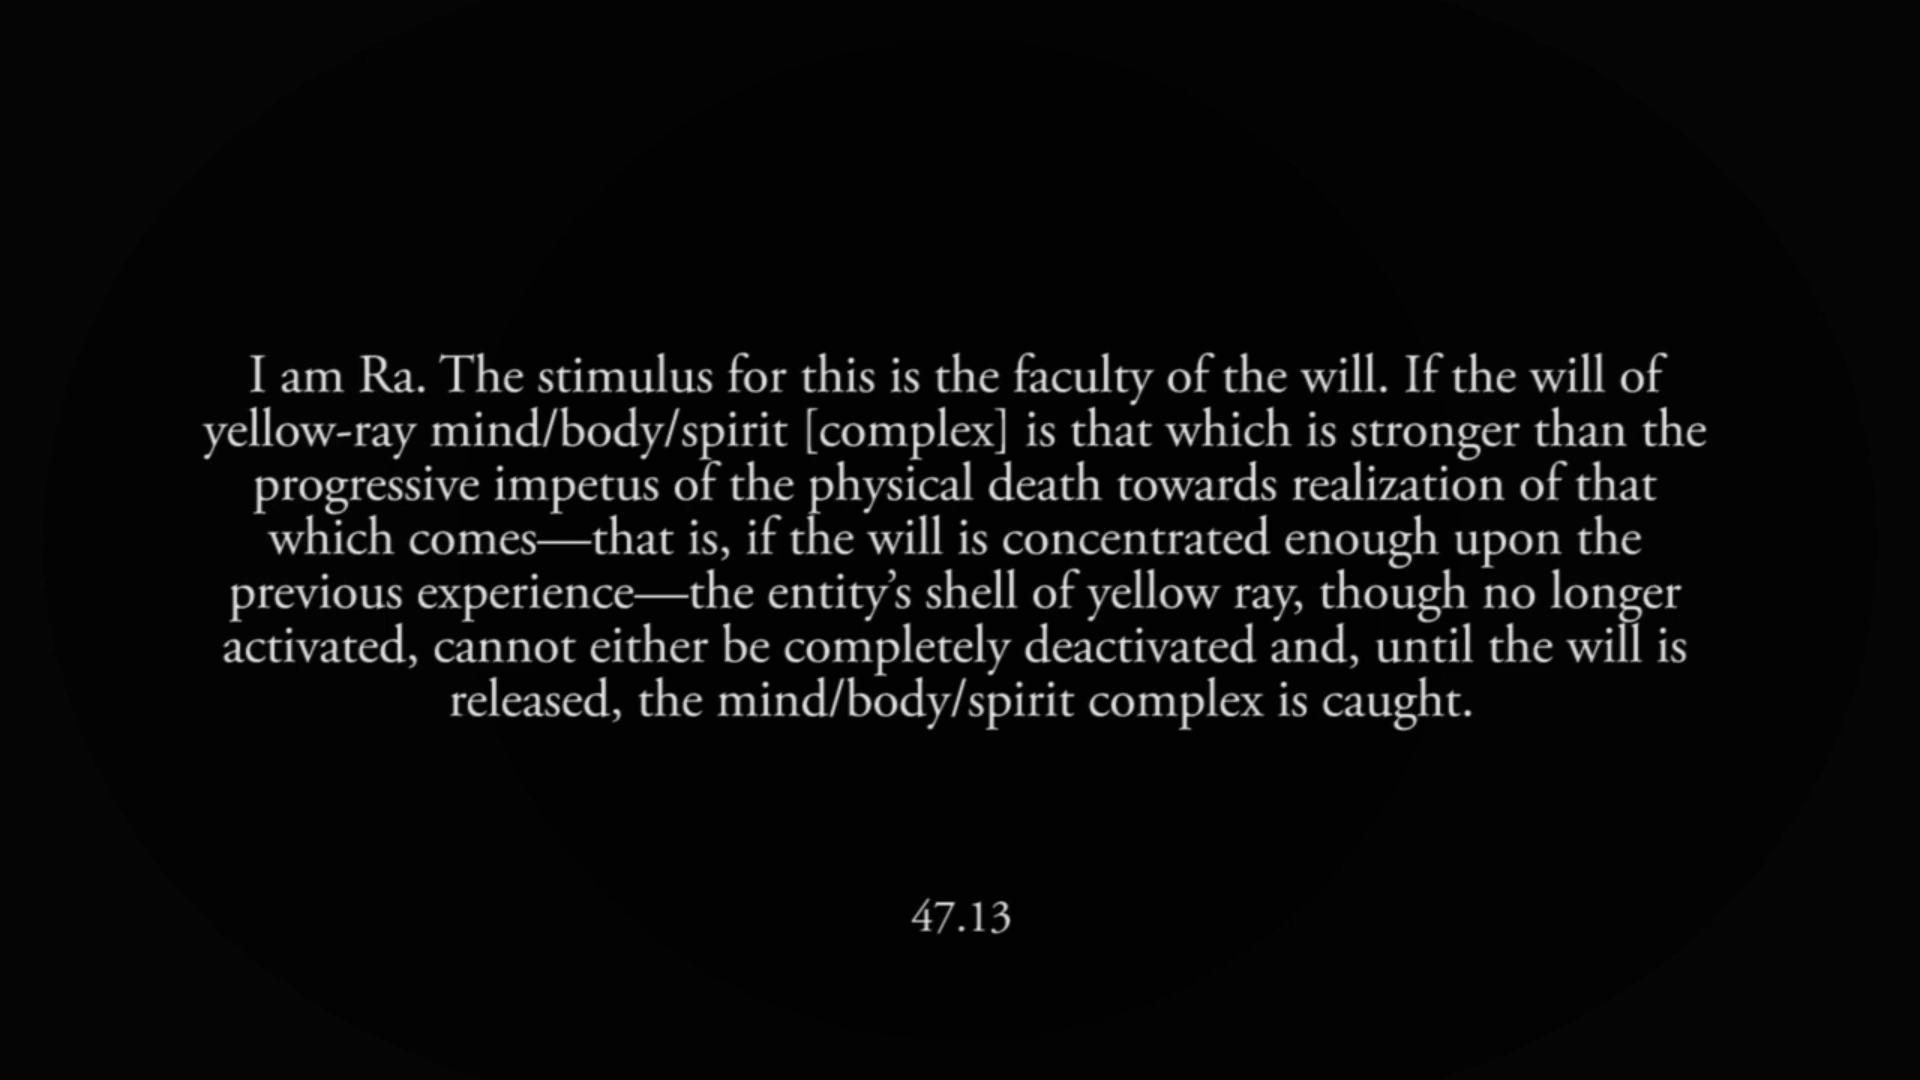 I am Ra. The stimulus for this is the faculty of the will. If the will of
yellow-ray mind/body/spirit [complex] is that which is stronger than the
progressive impetus of the physical death towards realization of that
which comes—that is, if the will is concentrated enough upon the
previous experience—the entity’s shell of yellow ray, though no longer
activated, cannot either be completely deactivated and, until the will is
released, the mind/body/spirit complex is caught.
47.13